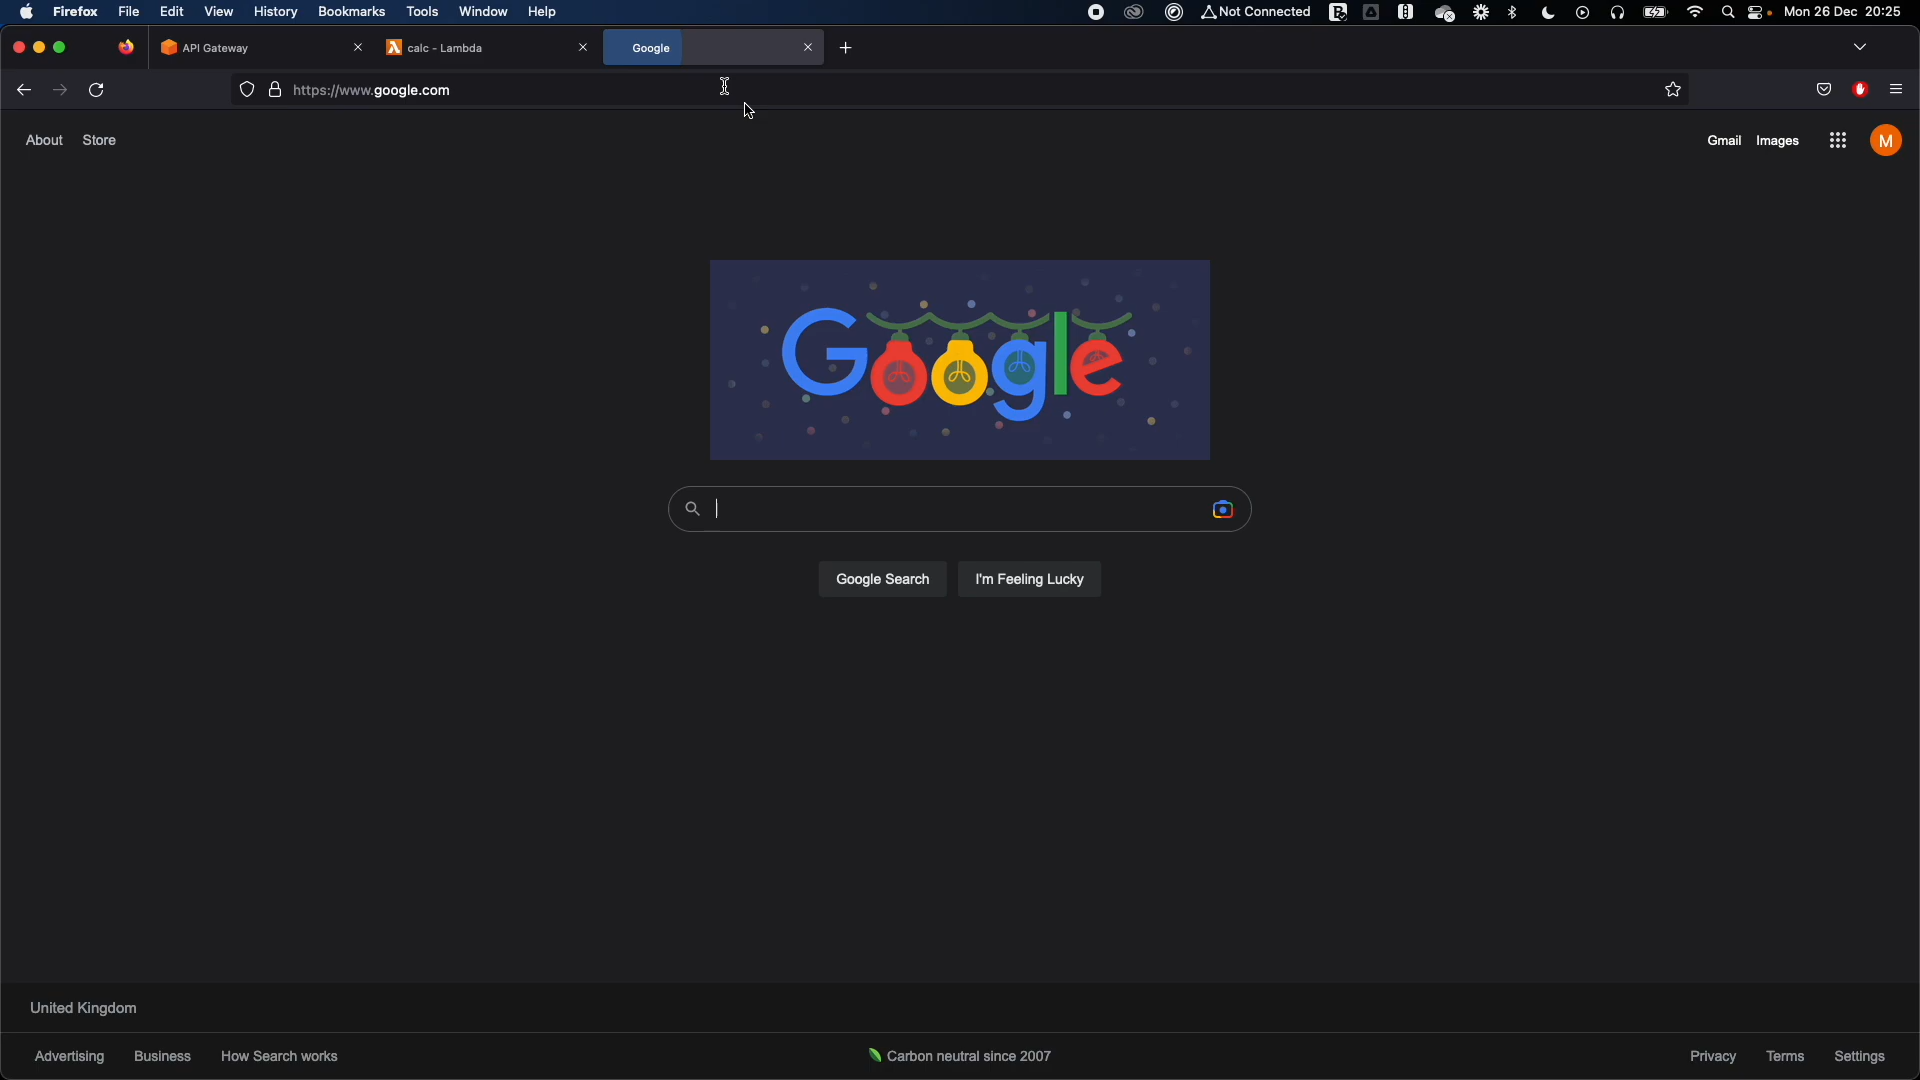 Firefox File Edit View History Bookmarks Tools Window Help Not Connected Mon 26 Dec 20:25
API Gateway calc - Lambda Google
https://www.google.com
About Store Gmail Images M
Google
Google Search I'm Feeling Lucky
United Kingdom
Advertising Business How Search works Carbon neutral since 2007 Privacy Terms Settings